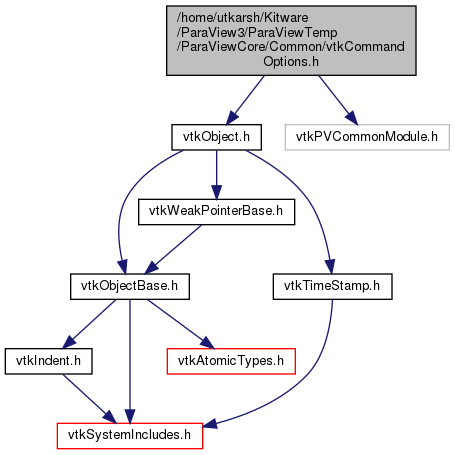 /home/utkarsh/Kitware
/ParaView3/ParaViewTemp
/ParaViewCore/Common/vtkCommand
Options.h
vtkObject.h
vtkPVCommonModule.h
vtkWeakPointerBase.h
vtkObjectBase.h
vtkTimeStamp.h
vtkIndent.h
vtkAtomicTypes.h
vtkSystemIncludes.h